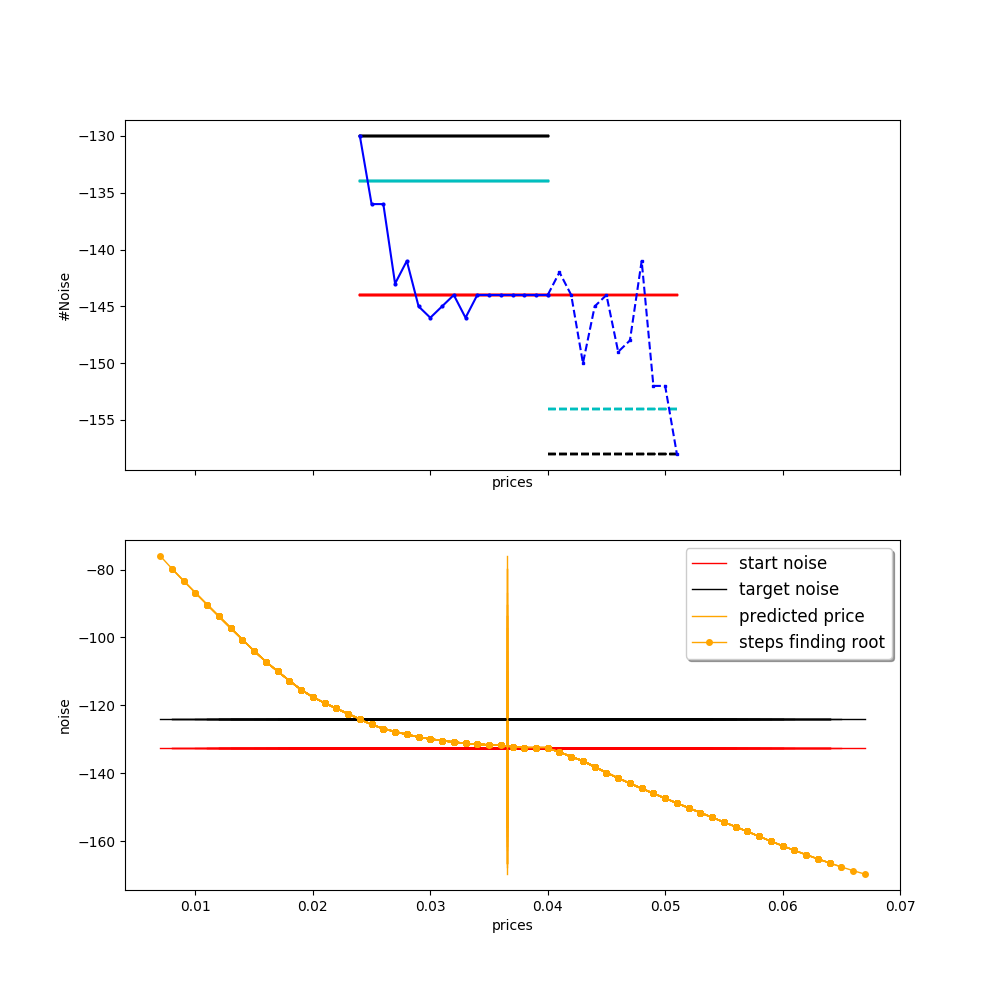 −130
−135
−140
−145
−150
−155
#Noise
prices
−80
−100
−120
−140
−160
noise
start noise
target noise
predicted price
steps finding root
0.01 0.02 0.03 0.04 0.05 0.06 0.07
prices